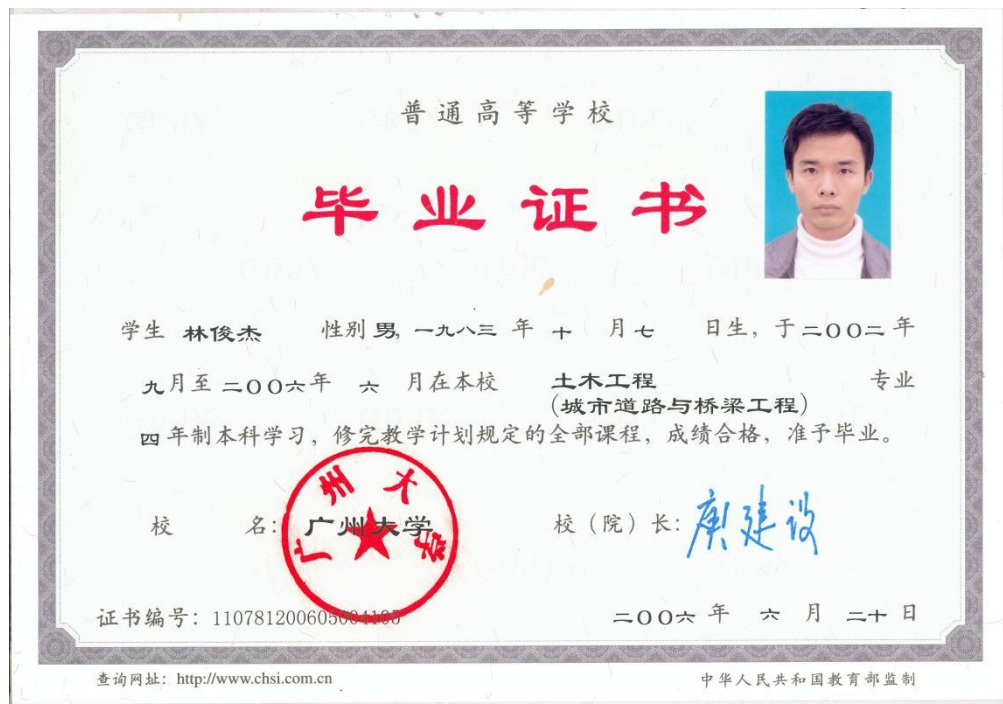 普通高等学校
毕业证书
学生 林俊杰 性别 男, 一九八三 年 十 月 七 日生, 于 二〇〇二 年
九 月至 二〇〇六 年 六 月在本校 土木工程 专业
(城市道路与桥梁工程)
四 年制本科学习, 修完教学计划规定的全部课程, 成绩合格, 准予毕业。
校 名: 广州大学 校 (院) 长: 庾建设
广州大学
证书编号: 110781200605004105 二〇〇六 年 六 月 二十 日
查询网址: http://www.chsi.com.cn 中华人民共和国教育部监制